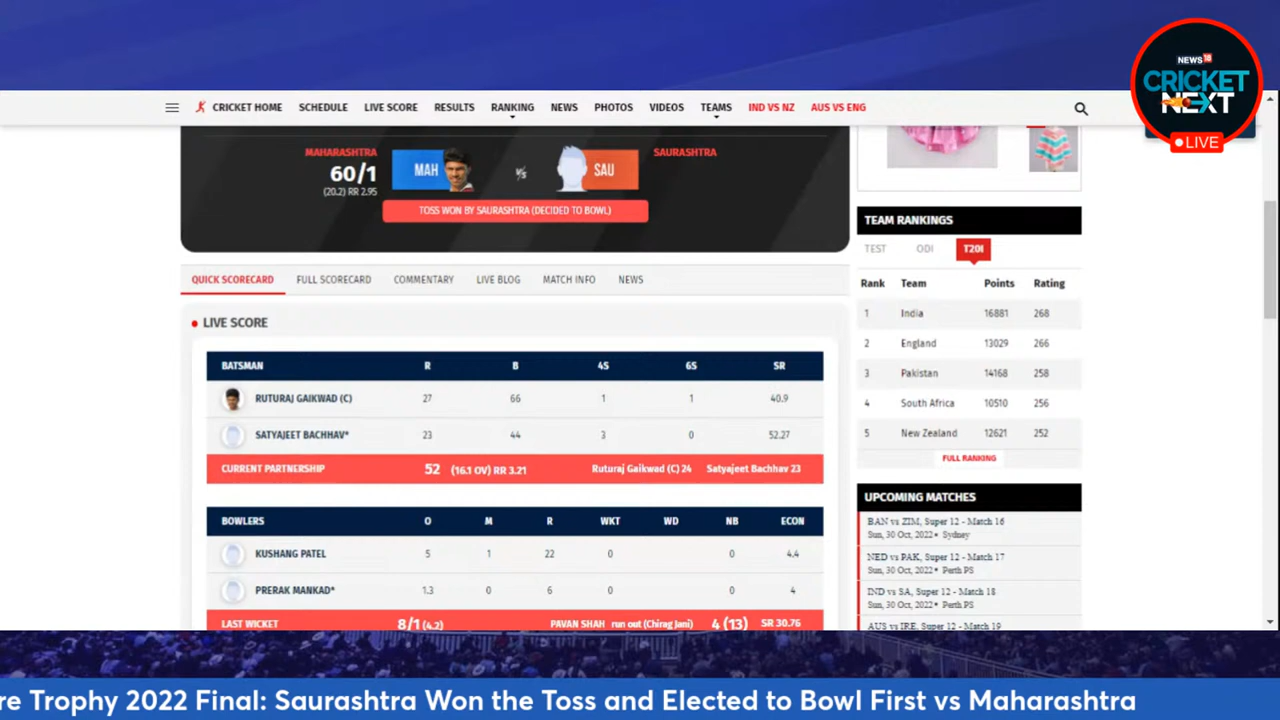 NEWS 18
CRICKET
NEXT
LIVE
CRICKET HOME SCHEDULE LIVE SCORE RESULTS RANKING NEWS PHOTOS VIDEOS TEAMS IND VS NZ AUS VS ENG
MAHARASHTRA
60/1
(20.2) RR 2.95
MAH
V/S
SAU
SAURASHTRA
TOSS WON BY SAURASHTRA (DECIDED TO BOWL)
QUICK SCORECARD FULL SCORECARD COMMENTARY LIVE BLOG MATCH INFO NEWS
LIVE SCORE
BATSMAN R B 4S 6S SR
RUTURAJ GAIKWAD (C) 27 66 1 1 40.9
SATYAJEET BACHHAV* 23 44 3 0 52.27
CURRENT PARTNERSHIP 52 (16.1 OV) RR 3.21 Ruturaj Gaikwad (C) 24 Satyajeet Bachhav 23
BOWLERS O M R WKT WD NB ECON
KUSHANG PATEL 5 1 22 0 0 4.4
PRERAK MANKAD* 1.3 0 6 0 0 4
LAST WICKET 8/1 (4.2) PAVAN SHAH run out (Chirag Jani) 4 (13) SR 30.76
TEAM RANKINGS
TEST ODI T20I
Rank Team Points Rating
1 India 16881 268
2 England 13029 266
3 Pakistan 14168 258
4 South Africa 10510 256
5 New Zealand 12621 252
FULL RANKING
UPCOMING MATCHES
BAN vs ZIM, Super 12 - Match 16
Sun, 30 Oct, 2022 • Sydney
NED vs PAK, Super 12 - Match 17
Sun, 30 Oct, 2022 • Perth PS
IND vs SA, Super 12 - Match 18
Sun, 30 Oct, 2022 • Perth PS
AUS vs IRE, Super 12 - Match 19
re Trophy 2022 Final: Saurashtra Won the Toss and Elected to Bowl First vs Maharashtra